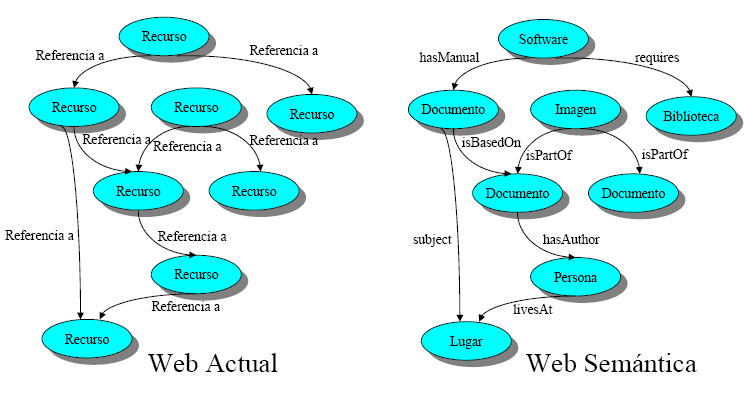 Recurso
Referencia a
Referencia a
Recurso
Recurso
Recurso
Referencia a
Referencia a
Referencia a
Recurso
Recurso
Referencia a
Referencia a
Recurso
Referencia a
Recurso
Web Actual
Software
hasManual
requires
Documento
Imagen
Biblioteca
isBasedOn
isPartOf
isPartOf
Documento
Documento
subject
hasAuthor
Persona
livesAt
Lugar
Web Semántica